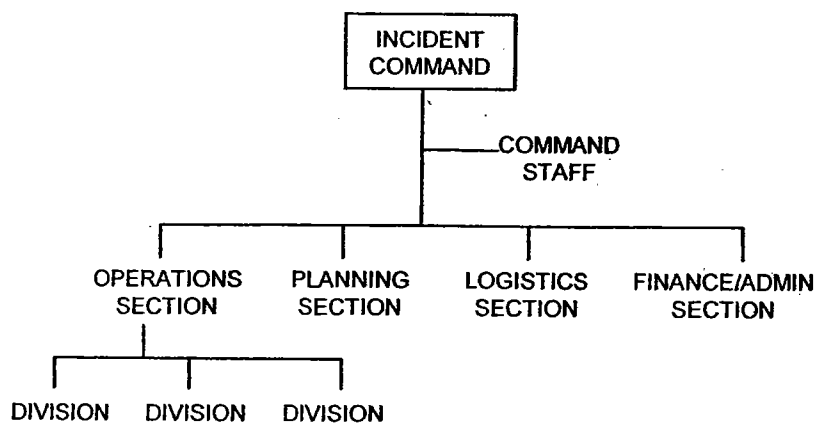 INCIDENT
COMMAND
COMMAND
STAFF
OPERATIONS
SECTION
PLANNING
SECTION
LOGISTICS
SECTION
FINANCE/ADMIN
SECTION
DIVISION
DIVISION
DIVISION